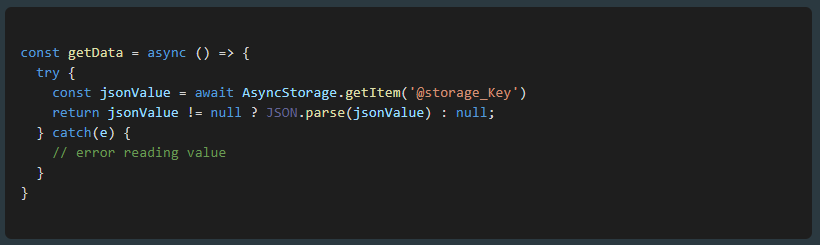 const getData = async () => {
  try {
    const jsonValue = await AsyncStorage.getItem('@storage_Key')
    return jsonValue != null ? JSON.parse(jsonValue) : null;
  } catch(e) {
    // error reading value
  }
}